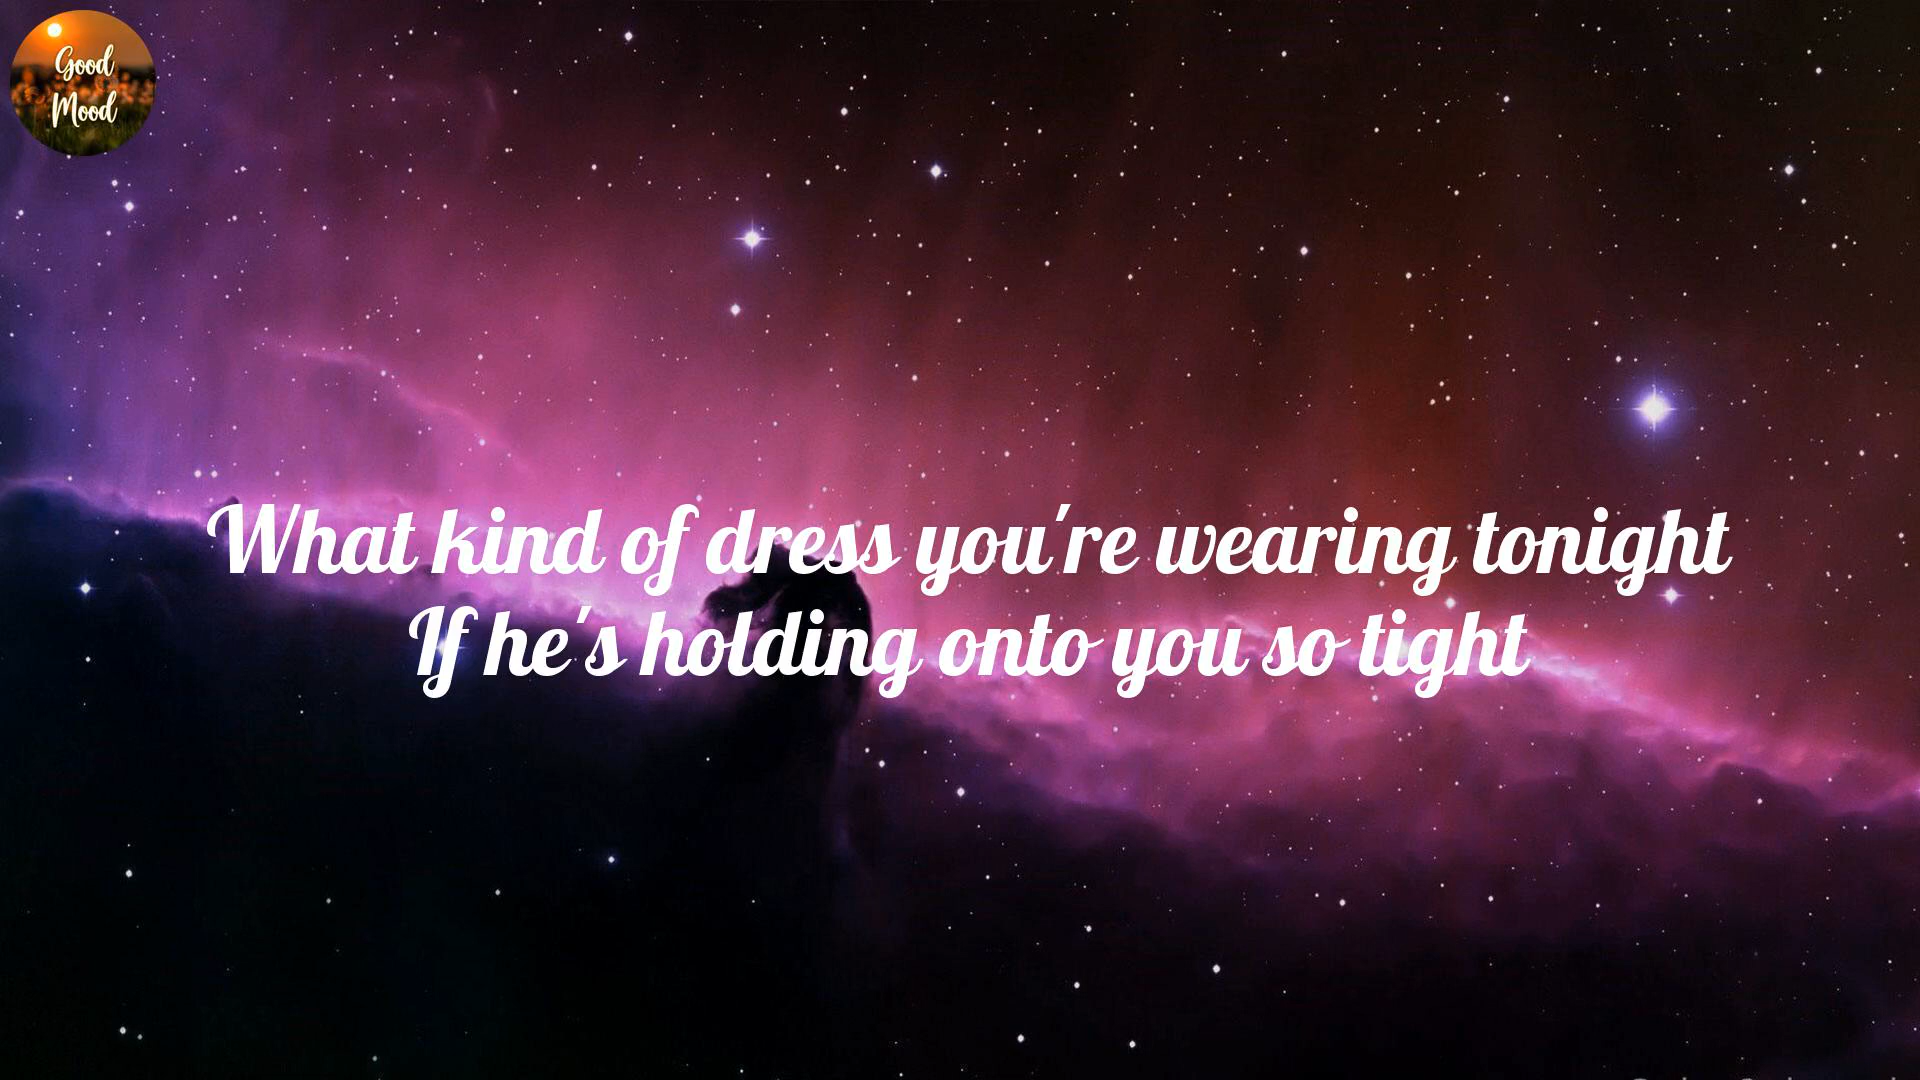 Good
Mood
What kind of dress you're wearing tonight
If he's holding onto you so tight